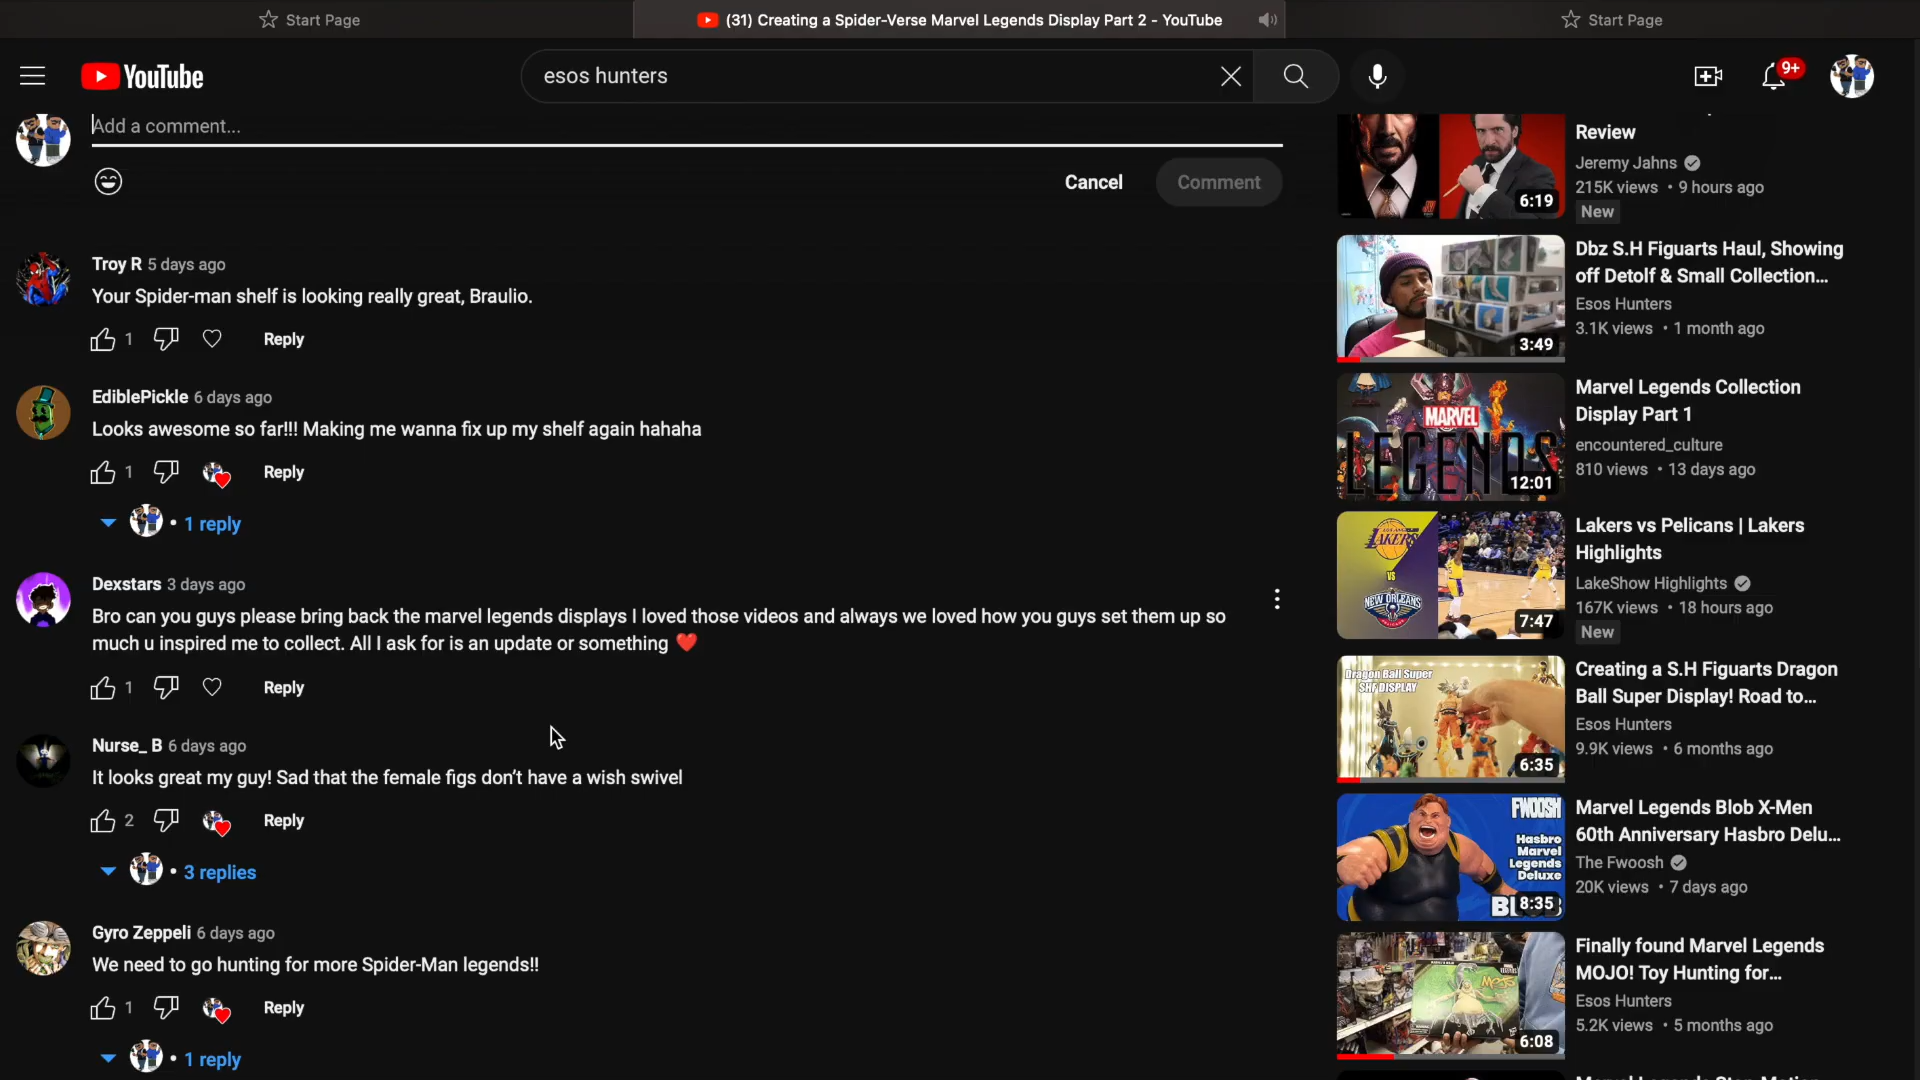 Start Page
(31) Creating a Spider-Verse Marvel Legends Display Part 2 - YouTube
Start Page
YouTube
esos hunters
9+
Add a comment...
Cancel
Comment
Troy R 5 days ago
Your Spider-man shelf is looking really great, Braulio.
1
Reply
EdiblePickle 6 days ago
Looks awesome so far!!! Making me wanna fix up my shelf again hahaha
1
Reply
• 1 reply
Dexstars 3 days ago
Bro can you guys please bring back the marvel legends displays I loved those videos and always we loved how you guys set them up so
much u inspired me to collect. All I ask for is an update or something ❤️
1
Reply
Nurse_ B 6 days ago
It looks great my guy! Sad that the female figs don't have a wish swivel
2
Reply
• 3 replies
Gyro Zeppeli 6 days ago
We need to go hunting for more Spider-Man legends!!
1
Reply
• 1 reply
6:19
Review
Jeremy Jahns
215K views • 9 hours ago
New
3:49
Dbz S.H Figuarts Haul, Showing
off Detolf & Small Collection...
Esos Hunters
3.1K views • 1 month ago
MARVEL
LEGENDS
12:01
Marvel Legends Collection
Display Part 1
encountered_culture
810 views • 13 days ago
LAKERS
VS
NEW ORLEANS
PELICANS
7:47
Lakers vs Pelicans | Lakers
Highlights
LakeShow Highlights
167K views • 18 hours ago
New
Dragon Ball Super
SHF DISPLAY
6:35
Creating a S.H Figuarts Dragon
Ball Super Display! Road to...
Esos Hunters
9.9K views • 6 months ago
FWOOSH
Hasbro
Marvel
Legends
Deluxe
8:35
Marvel Legends Blob X-Men
60th Anniversary Hasbro Delu...
The Fwoosh
20K views • 7 days ago
MOJO
6:08
Finally found Marvel Legends
MOJO! Toy Hunting for...
Esos Hunters
5.2K views • 5 months ago